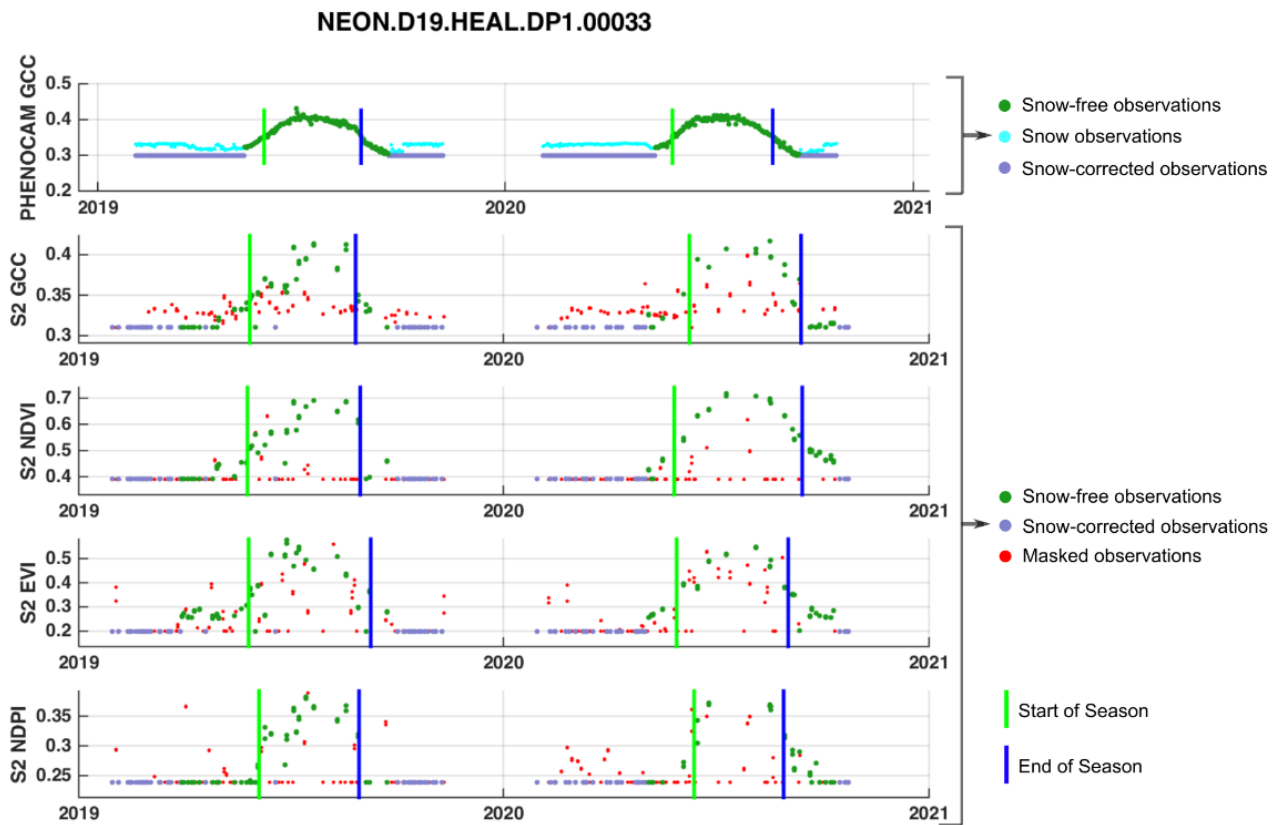 NEON.D19.HEAL.DP1.00033
PHENOCAM GCC
0.5
0.4
0.3
0.2
2019 2020 2021
Snow-free observations
Snow observations
Snow-corrected observations
S2 GCC
0.4
0.35
0.3
2019 2020 2021
S2 NDVI
0.7
0.6
0.5
0.4
2019 2020 2021
Snow-free observations
Snow-corrected observations
Masked observations
S2 EVI
0.5
0.4
0.3
0.2
2019 2020 2021
S2 NDPI
0.35
0.3
0.25
2019 2020 2021
Start of Season
End of Season